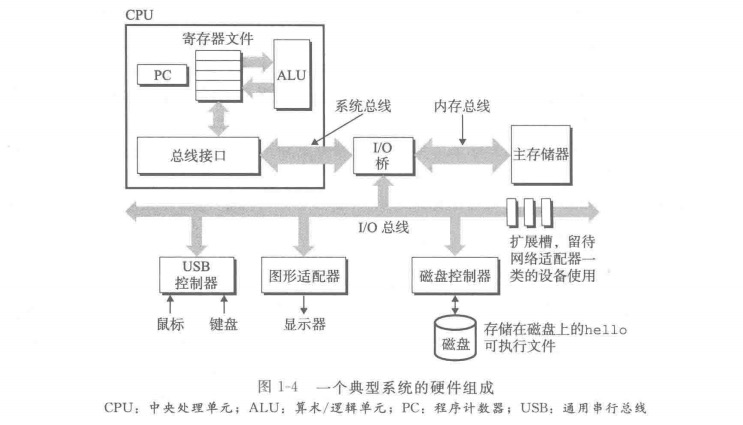 CPU
寄存器文件
PC
ALU
系统总线
内存总线
总线接口
I/O
桥
主存储器
I/O 总线
扩展槽，留待
网络适配器一
类的设备使用
USB
控制器
图形适配器
磁盘控制器
鼠标
键盘
显示器
磁盘
存储在磁盘上的hello
可执行文件
图 1-4 一个典型系统的硬件组成
CPU：中央处理单元；ALU：算术/逻辑单元；PC：程序计数器；USB：通用串行总线